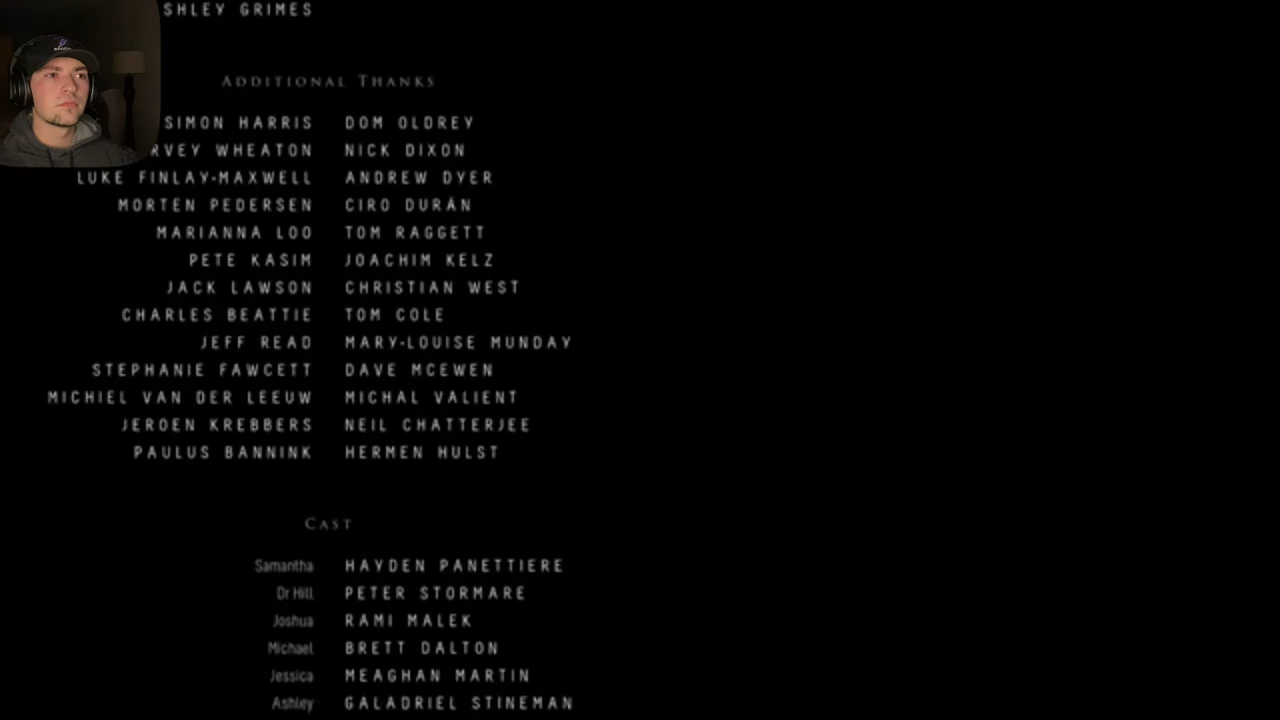 SHLEY GRIMES
ADDITIONAL THANKS
SIMON HARRIS DOM OLDREY
RVEY WHEATON NICK DIXON
LUKE FINLAY-MAXWELL ANDREW DYER
MORTEN PEDERSEN CIRO DURÁN
MARIANNA LOO TOM RAGGETT
PETE KASIM JOACHIM KELZ
JACK LAWSON CHRISTIAN WEST
CHARLES BEATTIE TOM COLE
JEFF READ MARY-LOUISE MUNDAY
STEPHANIE FAWCETT DAVE MCEWEN
MICHIEL VAN DER LEEUW MICHAL VALIENT
JEROEN KREBBERS NEIL CHATTERJEE
PAULUS BANNINK HERMEN HULST
CAST
Samantha HAYDEN PANETTIERE
Dr Hill PETER STORMARE
Joshua RAMI MALEK
Michael BRETT DALTON
Jessica MEAGHAN MARTIN
Ashley GALADRIEL STINEMAN